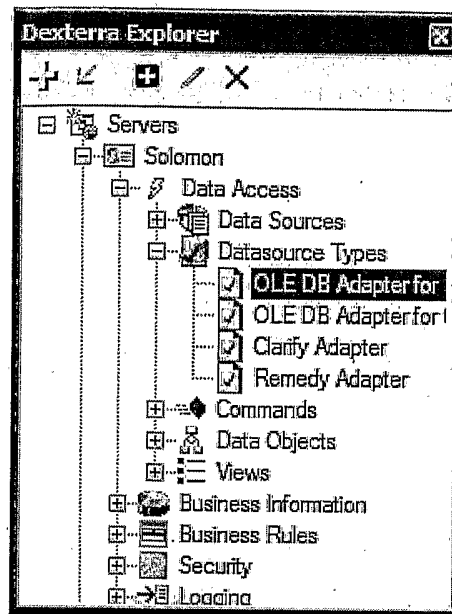 Dexterra Explorer
Servers
Solomon
Data Access
Data Sources
Datasource Types
OLE DB Adapter for
OLE DB Adapter for
Clarify Adapter
Remedy Adapter
Commands
Data Objects
Views
Business Information
Business Rules
Security
Logging